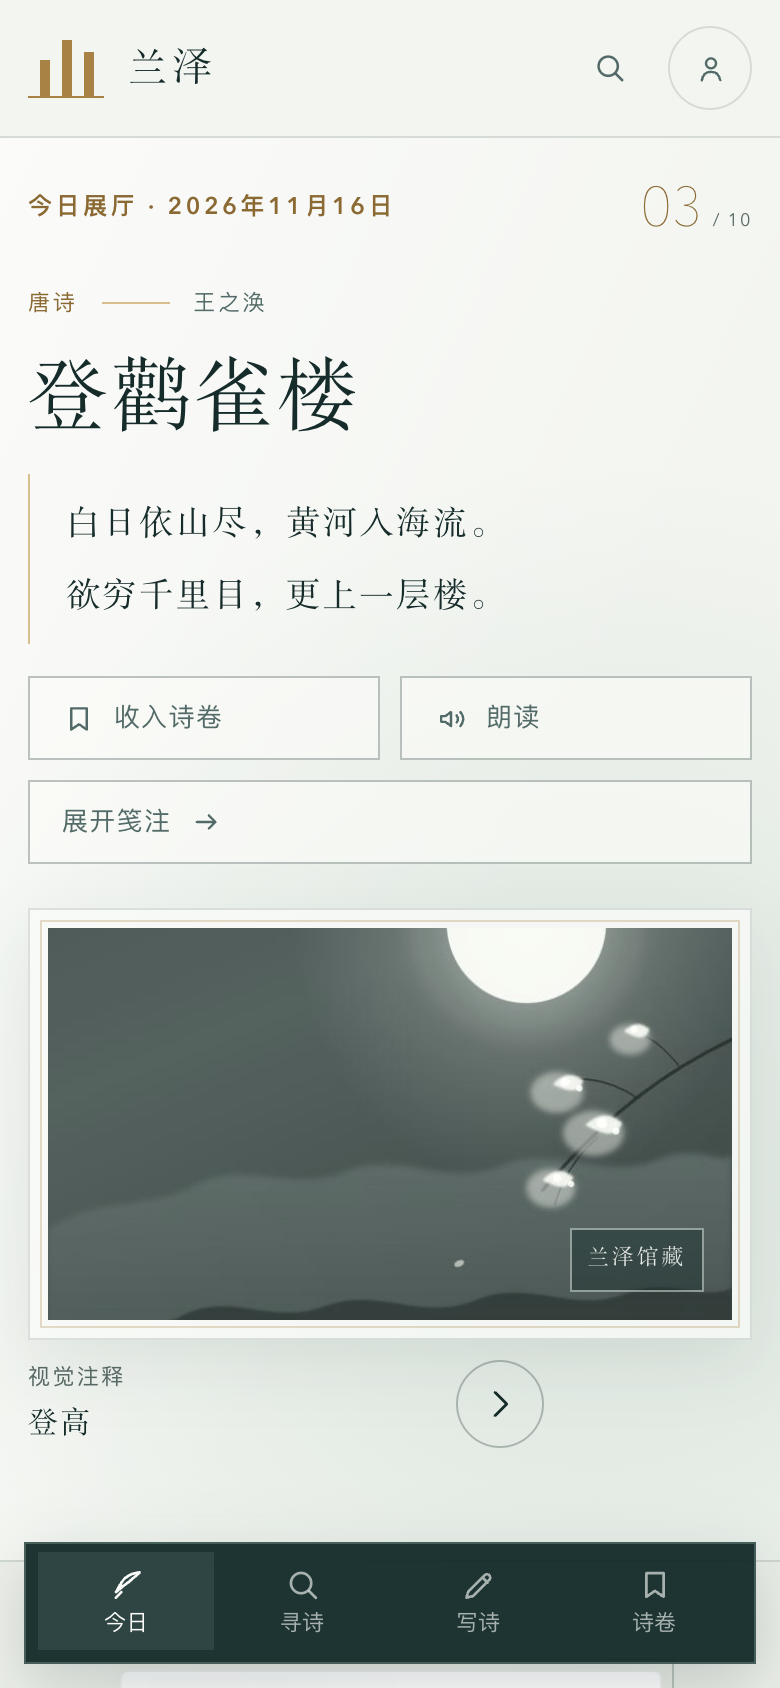 兰泽
今日展厅 · 2026年11月16日
03 / 10
唐诗 王之涣
登鹳雀楼
白日依山尽，黄河入海流。
欲穷千里目，更上一层楼。
收入诗卷
朗读
展开笺注
兰泽馆藏
视觉注释
登高
今日
寻诗
写诗
诗卷